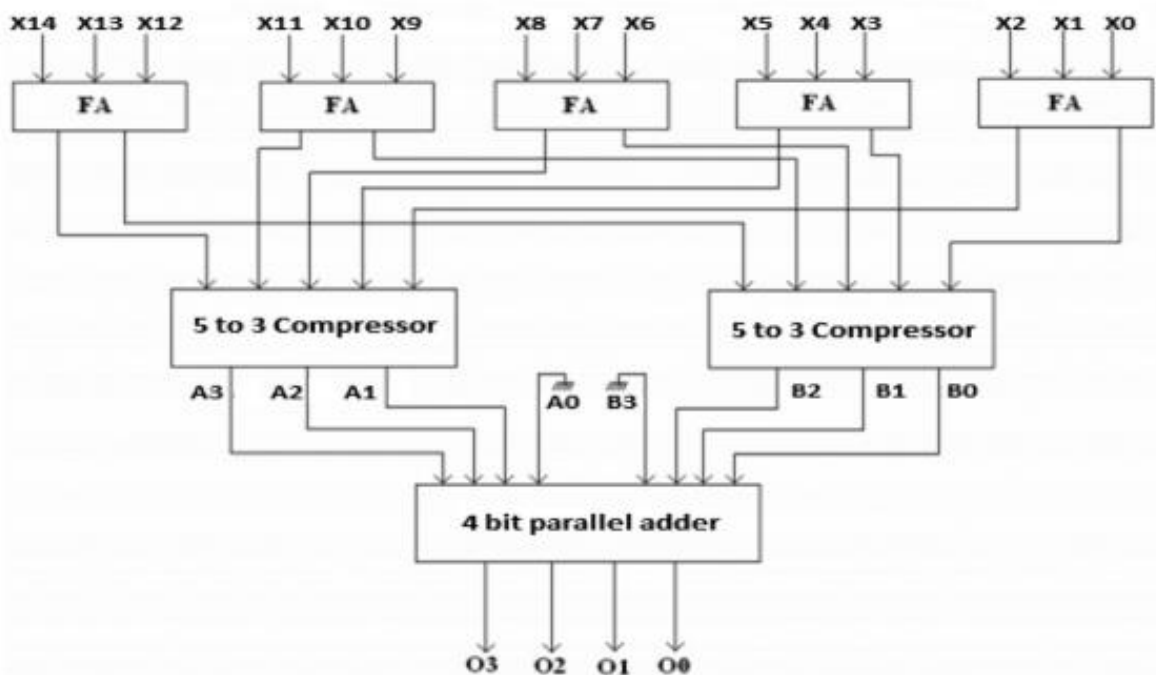 X14 X13 X12 X11 X10 X9 X8 X7 X6 X5 X4 X3 X2 X1 X0
FA FA FA FA FA
5 to 3 Compressor 5 to 3 Compressor
A3 A2 A1 A0 B3 B2 B1 B0
4 bit parallel adder
O3 O2 O1 O0